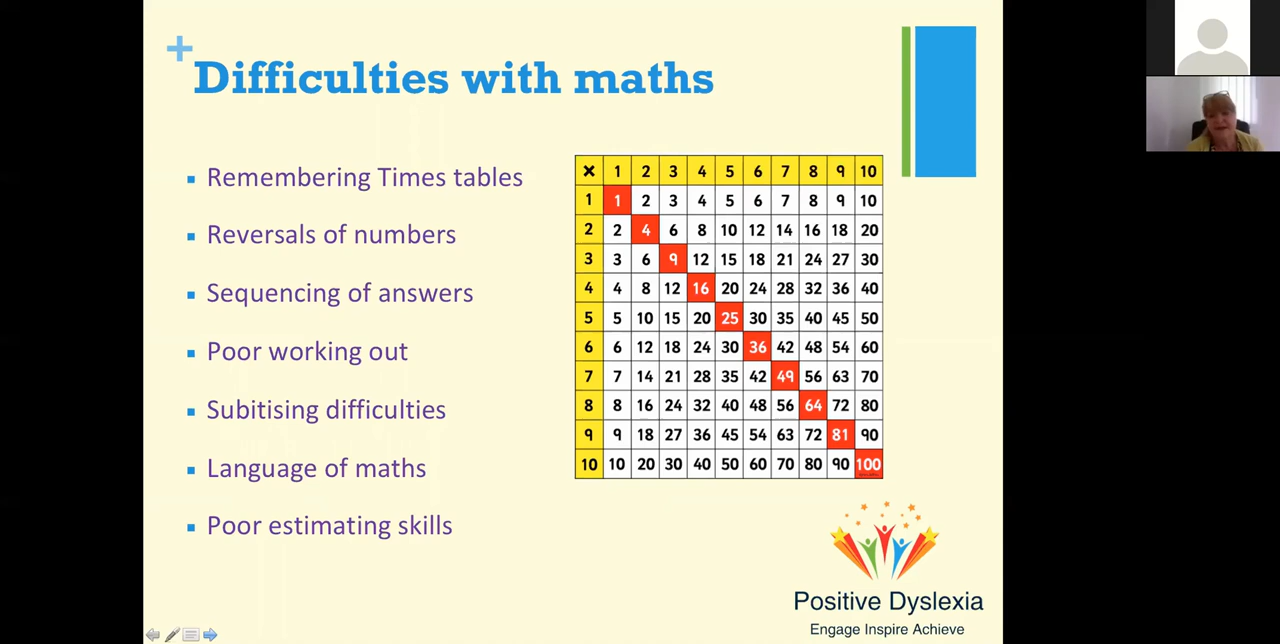 +
Difficulties with maths
Remembering Times tables
Reversals of numbers
Sequencing of answers
Poor working out
Subitising difficulties
Language of maths
Poor estimating skills
× 1 2 3 4 5 6 7 8 9 10
1 1 2 3 4 5 6 7 8 9 10
2 2 4 6 8 10 12 14 16 18 20
3 3 6 9 12 15 18 21 24 27 30
4 4 8 12 16 20 24 28 32 36 40
5 5 10 15 20 25 30 35 40 45 50
6 6 12 18 24 30 36 42 48 54 60
7 7 14 21 28 35 42 49 56 63 70
8 8 16 24 32 40 48 56 64 72 80
9 9 18 27 36 45 54 63 72 81 90
10 10 20 30 40 50 60 70 80 90 100
Positive Dyslexia
Engage Inspire Achieve